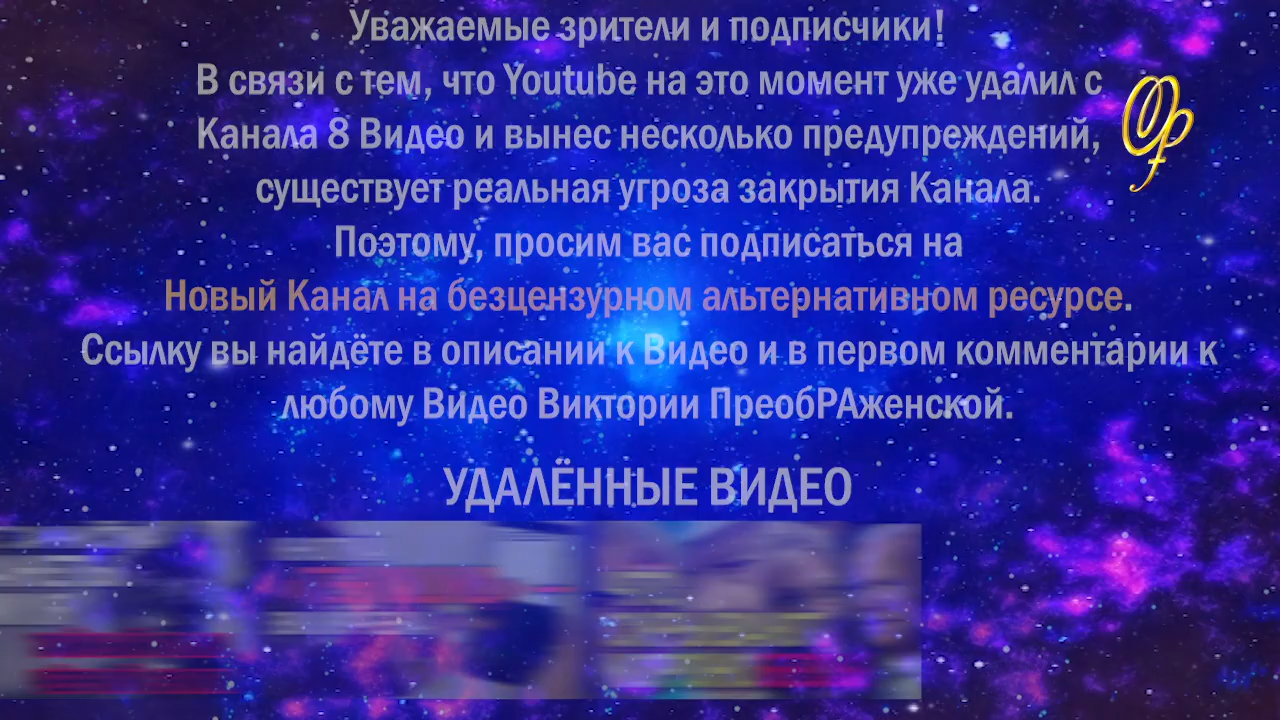 Уважаемые зрители и подписчики!
В связи с тем, что Youtube на это момент уже удалил с
Канала 8 Видео и вынес несколько предупреждений,
существует реальная угроза закрытия Канала.
Поэтому, просим вас подписаться на
Новый Канал на безцензурном альтернативном ресурсе.
Ссылку вы найдёте в описании к Видео и в первом комментарии к
любому Видео Виктории ПреобРАженской.
УДАЛЁННЫЕ ВИДЕО